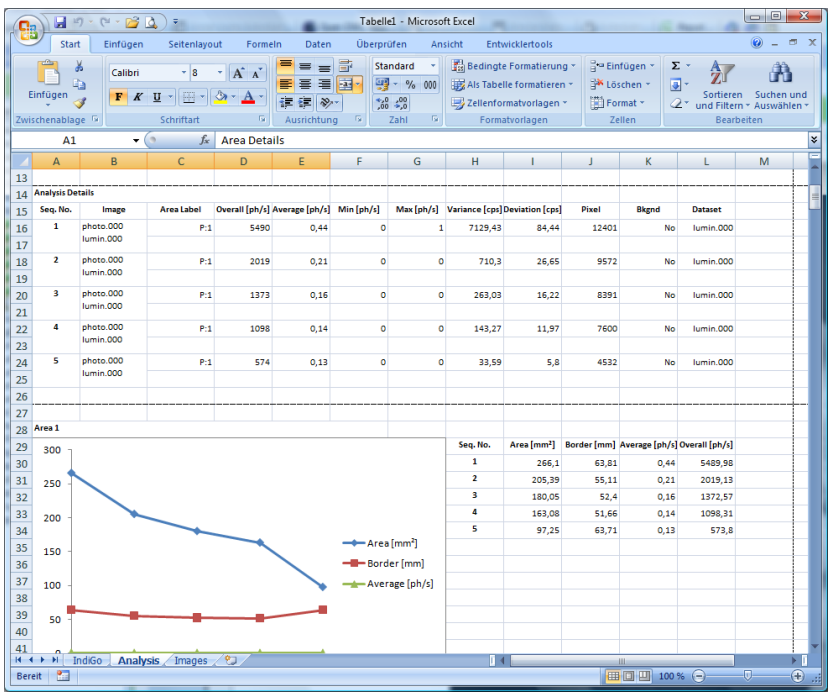 Tabelle1 - Microsoft Excel
Start Einfügen Seitenlayout Formeln Daten Überprüfen Ansicht Entwicklertools
Calibri 8 A A Standard Bedingte Formatierung Einfügen Σ
Einfügen F K U A % 000 Als Tabelle formatieren Löschen Sortieren und Filtern Suchen und Auswählen
Zellenformatvorlagen Format
Zwischenablage Schriftart Ausrichtung Zahl Formatvorlagen Zellen Bearbeiten
A1 fx Area Details
A B C D E F G H I J K L M
13
14 Analysis Details
15 Seq. No. Image Area Label Overall [ph/s] Average [ph/s] Min [ph/s] Max [ph/s] Variance [cps] Deviation [cps] Pixel Bkgnd Dataset
16 1 photo.000 P:1 5490 0,44 0 1 7129,43 84,44 12401 No lumin.000
17 lumin.000
18 2 photo.000 P:1 2019 0,21 0 0 710,3 26,65 9572 No lumin.000
19 lumin.000
20 3 photo.000 P:1 1373 0,16 0 0 263,03 16,22 8391 No lumin.000
21 lumin.000
22 4 photo.000 P:1 1098 0,14 0 0 143,27 11,97 7600 No lumin.000
23 lumin.000
24 5 photo.000 P:1 574 0,13 0 0 33,59 5,8 4532 No lumin.000
25 lumin.000
26
27
28 Area 1
29 Seq. No. Area [mm²] Border [mm] Average [ph/s] Overall [ph/s]
30 1 266,1 63,81 0,44 5489,98
31 2 205,39 55,11 0,21 2019,13
32 3 180,05 52,4 0,16 1372,57
33 4 163,08 51,66 0,14 1098,31
34 5 97,25 63,71 0,13 573,8
35
36
37
38
39
40
41
300
250
200
150
100
50
0
Area [mm²]
Border [mm]
Average [ph/s]
IndiGo Analysis Images
Bereit 100 %